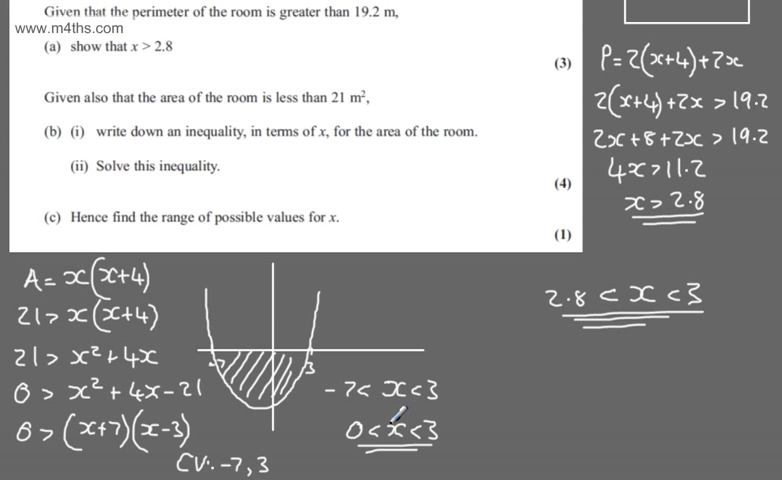 Given that the perimeter of the room is greater than 19.2 m,
www.m4ths.com
(a) show that x > 2.8
(3)
Given also that the area of the room is less than 21 m²,
(b) (i) write down an inequality, in terms of x, for the area of the room.
(ii) Solve this inequality.
(4)
(c) Hence find the range of possible values for x.
(1)
P=2(x+4)+2x
2(x+4)+2x > 19.2
2x+8+2x > 19.2
4x > 11.2
x > 2.8
A = x(x+4)
21 > x(x+4)
21 > x²+4x
0 > x²+4x-21
0 > (x+7)(x-3)
CV: -7,3
-7
3
-7 < x < 3
0 < x < 3
2.8 < x < 3